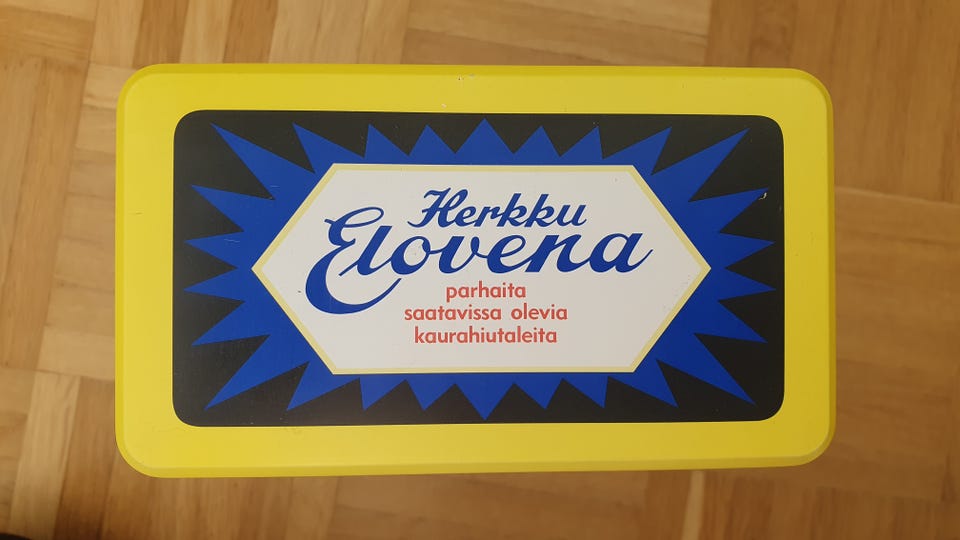 Herkku
Elovena
parhaita
saatavissa olevia
kaurahiutaleita